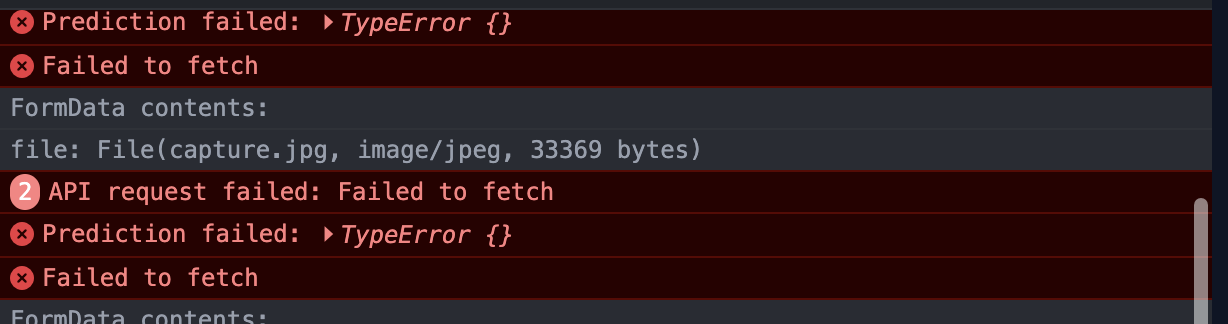 Prediction failed: TypeError {}
Failed to fetch
FormData contents:
file: File(capture.jpg, image/jpeg, 33369 bytes)
2 API request failed: Failed to fetch
Prediction failed: TypeError {}
Failed to fetch
FormData contents: